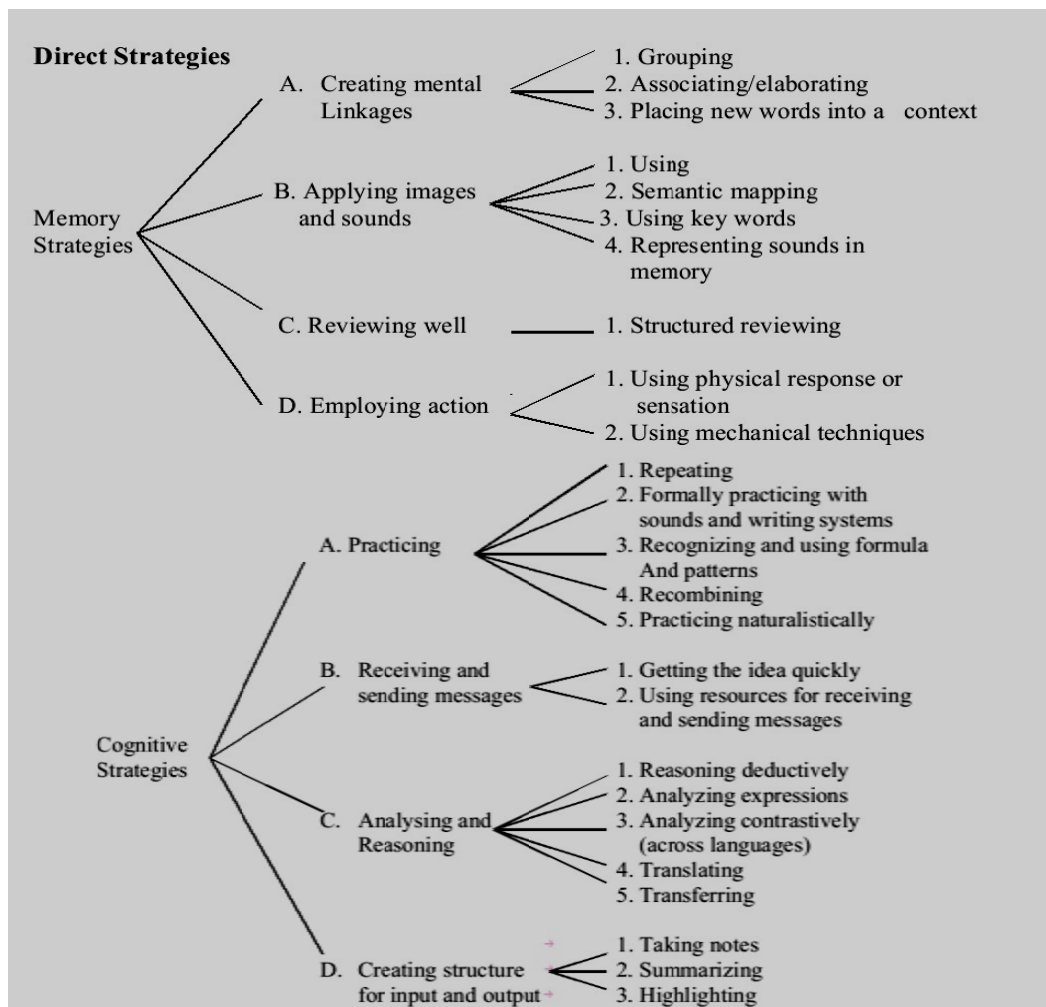 Direct Strategies
Memory
Strategies
A. Creating mental
Linkages
1. Grouping
2. Associating/elaborating
3. Placing new words into a context
B. Applying images
and sounds
1. Using
2. Semantic mapping
3. Using key words
4. Representing sounds in
memory
C. Reviewing well
1. Structured reviewing
D. Employing action
1. Using physical response or
sensation
2. Using mechanical techniques
Cognitive
Strategies
A. Practicing
1. Repeating
2. Formally practicing with
sounds and writing systems
3. Recognizing and using formula
And patterns
4. Recombining
5. Practicing naturalistically
B. Receiving and
sending messages
1. Getting the idea quickly
2. Using resources for receiving
and sending messages
C. Analysing and
Reasoning
1. Reasoning deductively
2. Analyzing expressions
3. Analyzing contrastively
(across languages)
4. Translating
5. Transferring
D. Creating structure
for input and output
1. Taking notes
2. Summarizing
3. Highlighting